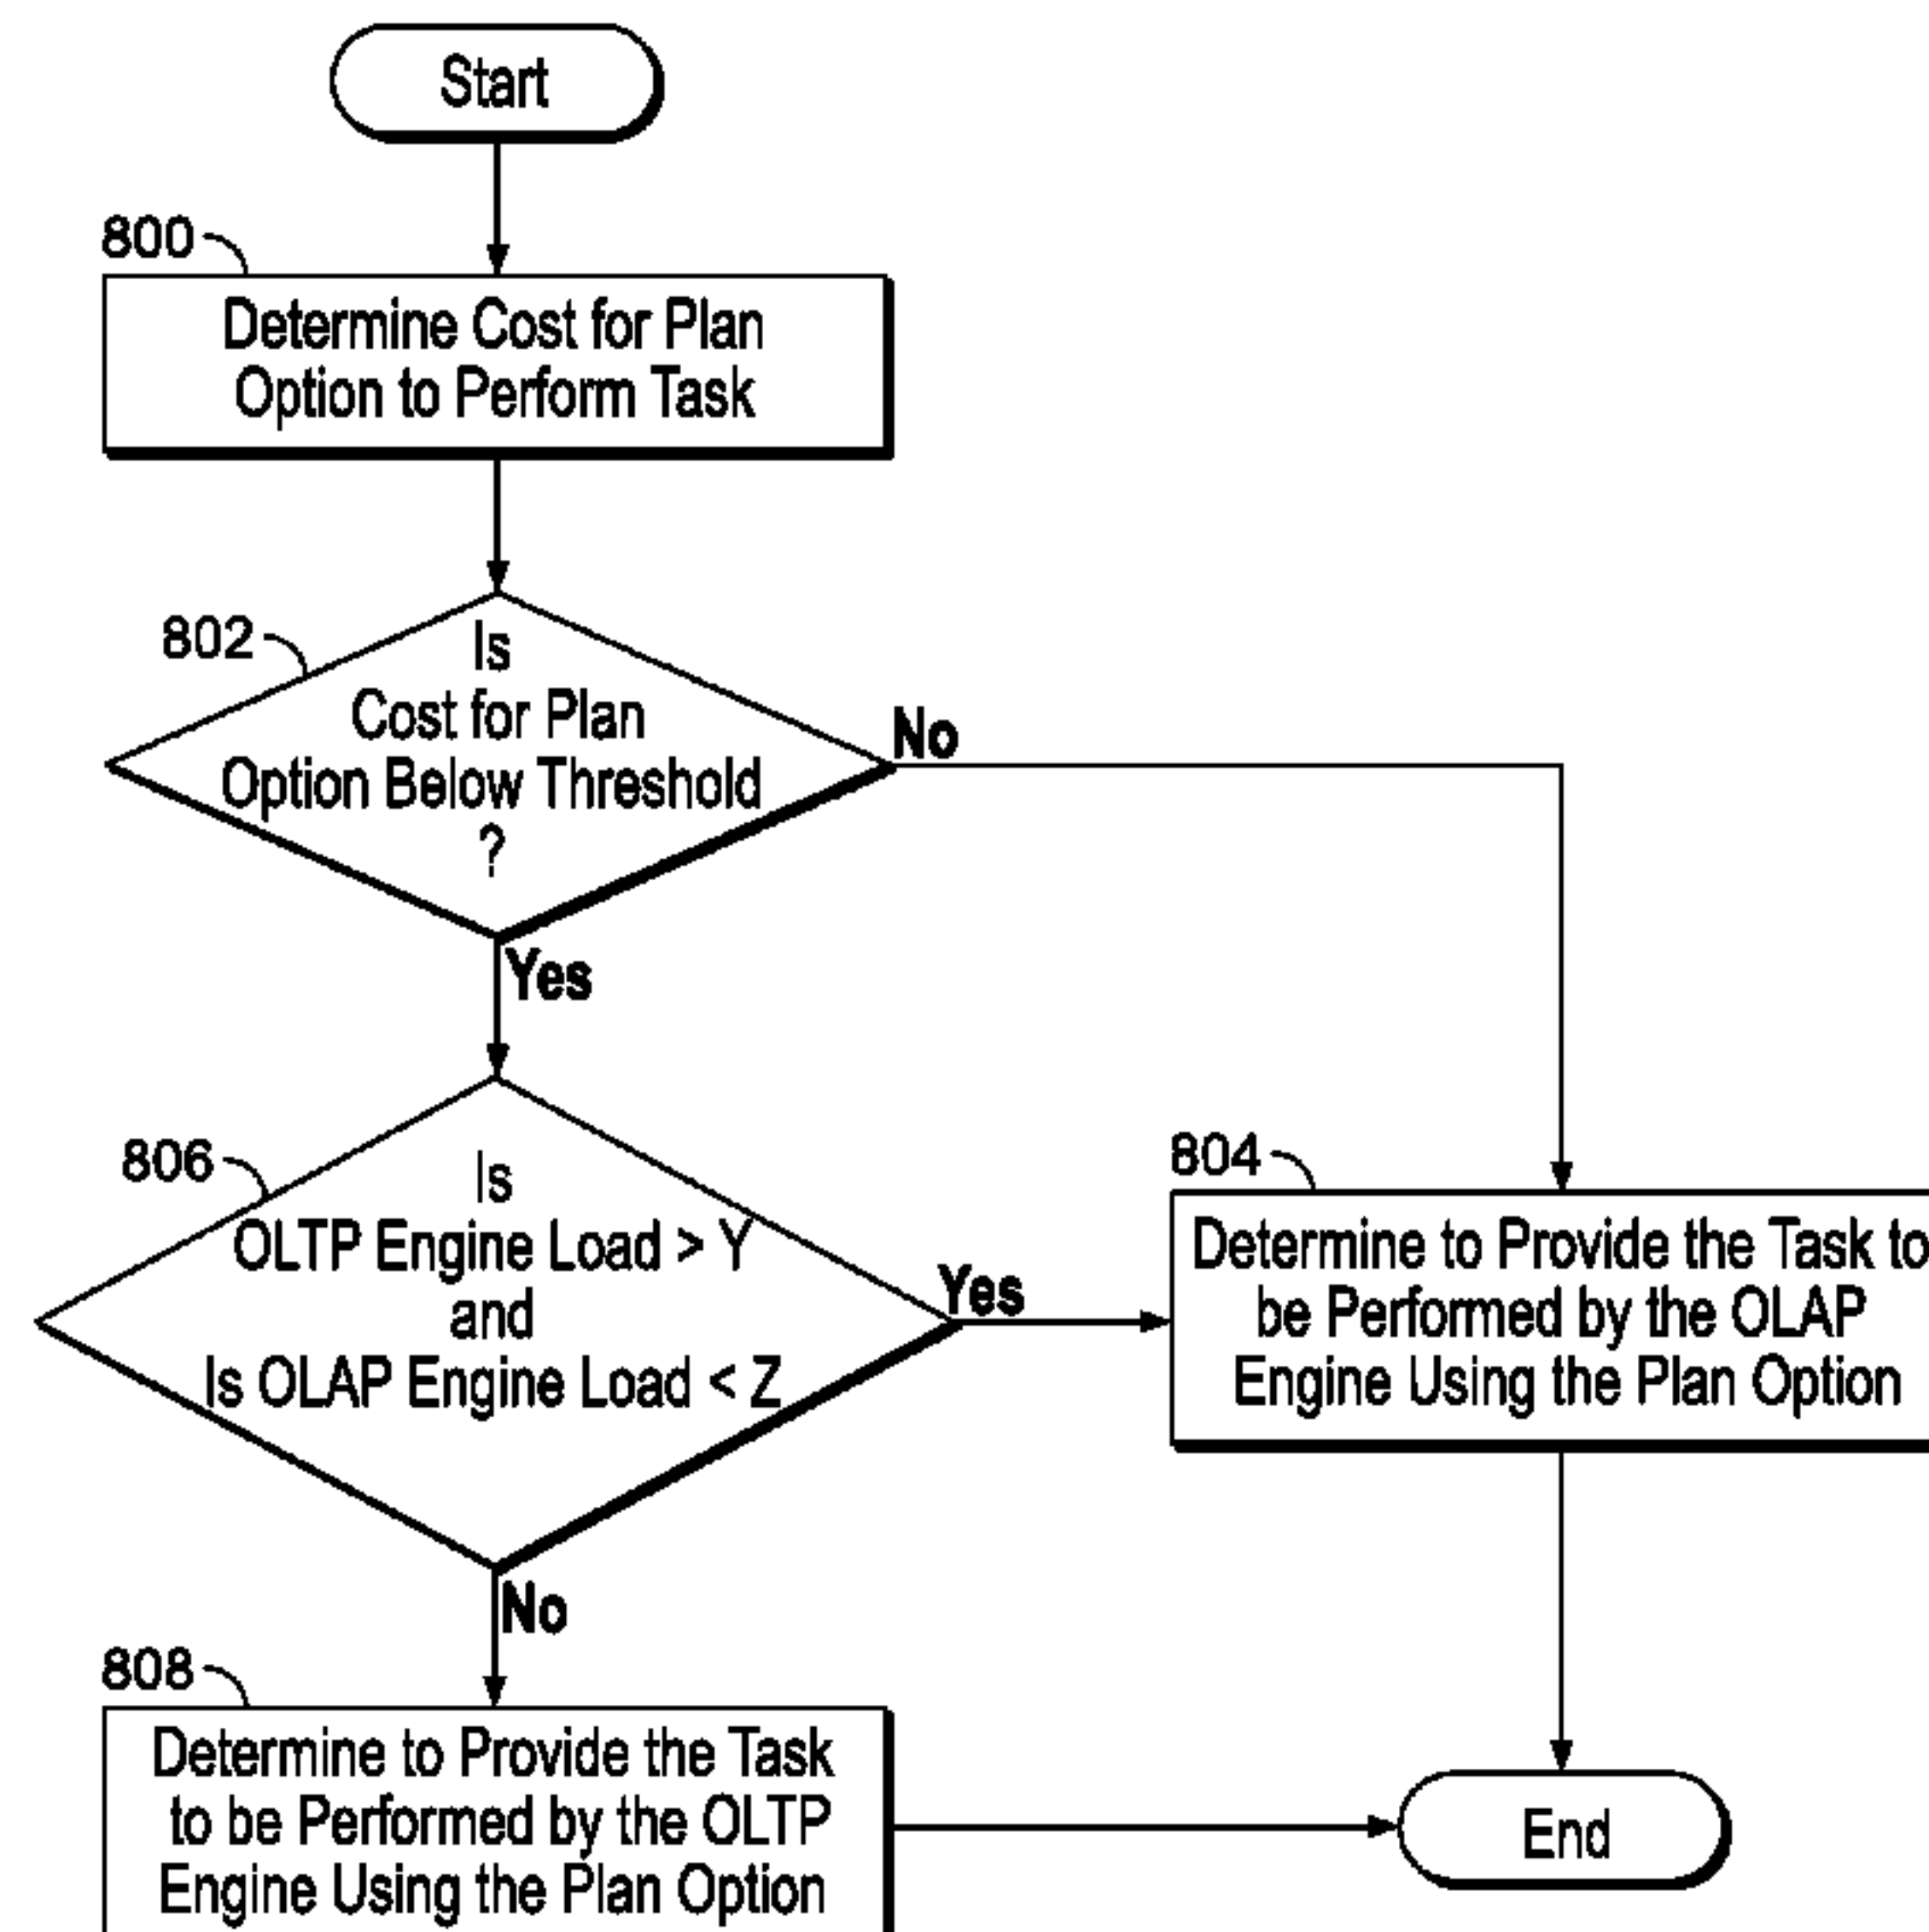 Start
800
Determine Cost for Plan
Option to Perform Task
802
Is
Cost for Plan
Option Below Threshold
?
No
Yes
806
Is
OLTP Engine Load > Y
and
Is OLAP Engine Load < Z
Yes
804
Determine to Provide the Task to
be Performed by the OLAP
Engine Using the Plan Option
No
808
Determine to Provide the Task
to be Performed by the OLTP
Engine Using the Plan Option
End